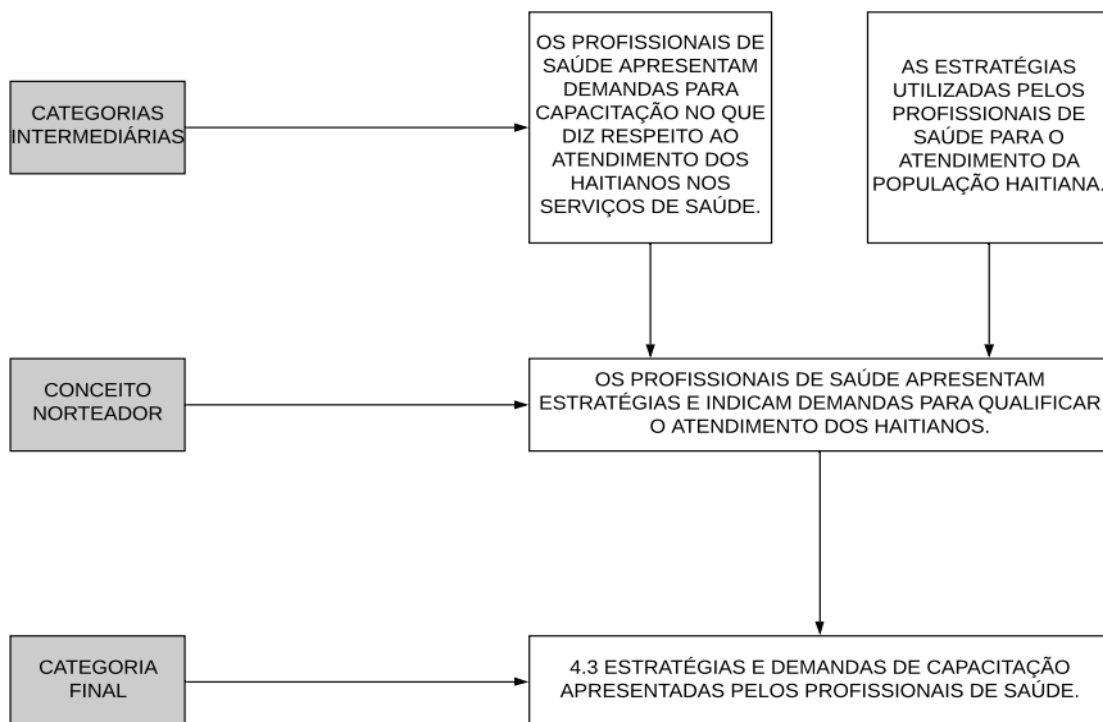 CATEGORIAS
INTERMEDIÁRIAS
OS PROFISSIONAIS DE
SAÚDE APRESENTAM
DEMANDAS PARA
CAPACITAÇÃO NO QUE
DIZ RESPEITO AO
ATENDIMENTO DOS
HAITIANOS NOS
SERVIÇOS DE SAÚDE.
AS ESTRATÉGIAS
UTILIZADAS PELOS
PROFISSIONAIS DE
SAÚDE PARA O
ATENDIMENTO DA
POPULAÇÃO HAITIANA.
CONCEITO
NORTEADOR
OS PROFISSIONAIS DE SAÚDE APRESENTAM
ESTRATÉGIAS E INDICAM DEMANDAS PARA QUALIFICAR
O ATENDIMENTO DOS HAITIANOS.
CATEGORIA
FINAL
4.3 ESTRATÉGIAS E DEMANDAS DE CAPACITAÇÃO
APRESENTADAS PELOS PROFISSIONAIS DE SAÚDE.